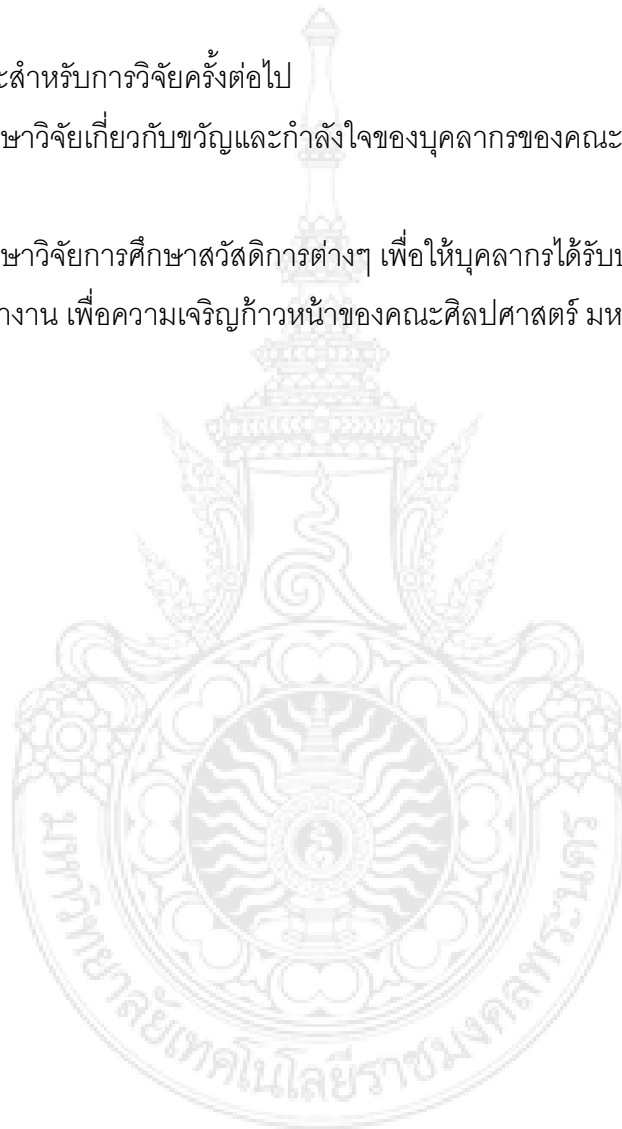 ะสำหรับการวิจัยครั้งต่อไป
ษาวิจัยเกี่ยวกับขวัญและกำลังใจของบุคลากรของคณะ
ษาวิจัยการศึกษาสวัสดิการต่างๆ เพื่อให้บุคลากรได้รับ
างาน เพื่อความเจริญก้าวหน้าของคณะศิลปศาสตร์ มห
มหาวิทยาลัยเทคโนโลยีราชมงคลพระนคร